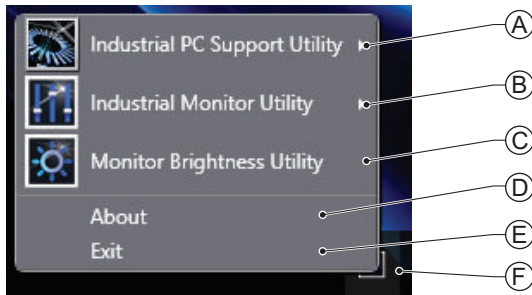 Industrial PC Support Utility
A
Industrial Monitor Utility
B
Monitor Brightness Utility
C
About
D
Exit
E
F